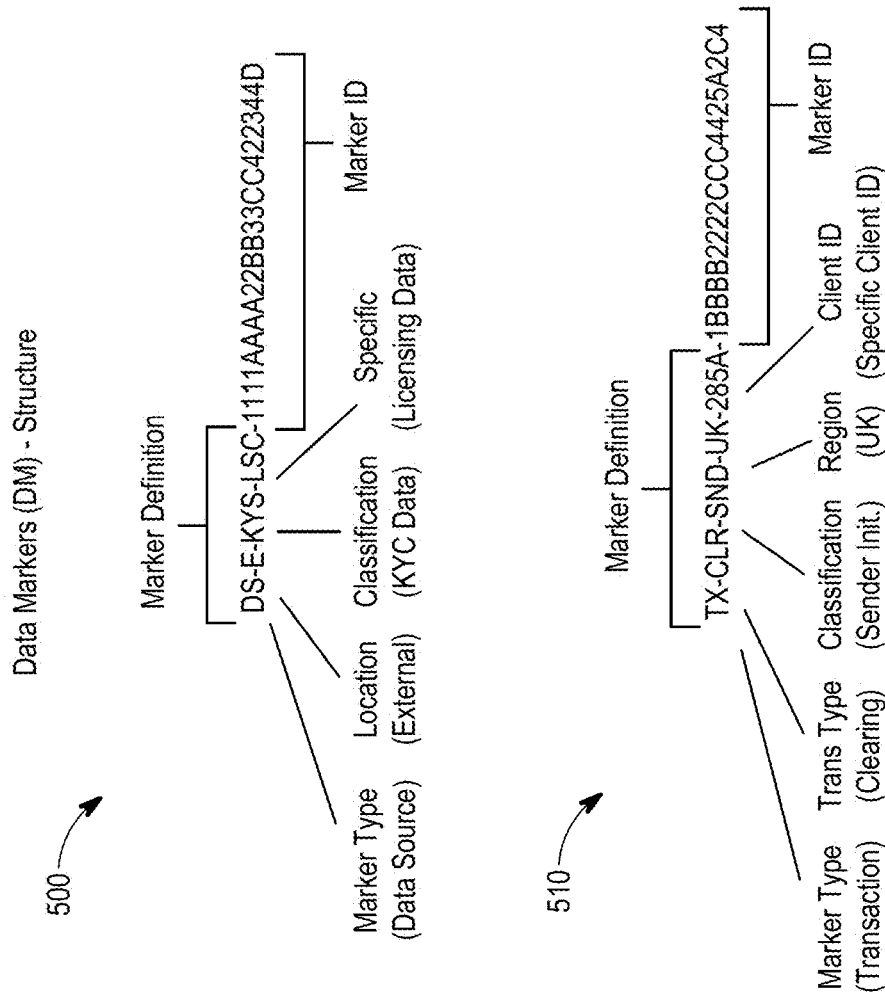 Data Markers (DM) - Structure
500
Marker Definition
DS-E-KYS-LSC-1111AAAA22BB33CC422344D
Marker ID
Marker Type Location Classification Specific
(Data Source) (External) (KYC Data) (Licensing Data)
510
Marker Definition
TX-CLR-SND-UK-285A-1BBBB2222CCC4425A2C4
Marker ID
Marker Type Trans Type Classification Region Client ID
(Transaction) (Clearing) (Sender Init.) (UK) (Specific Client ID)